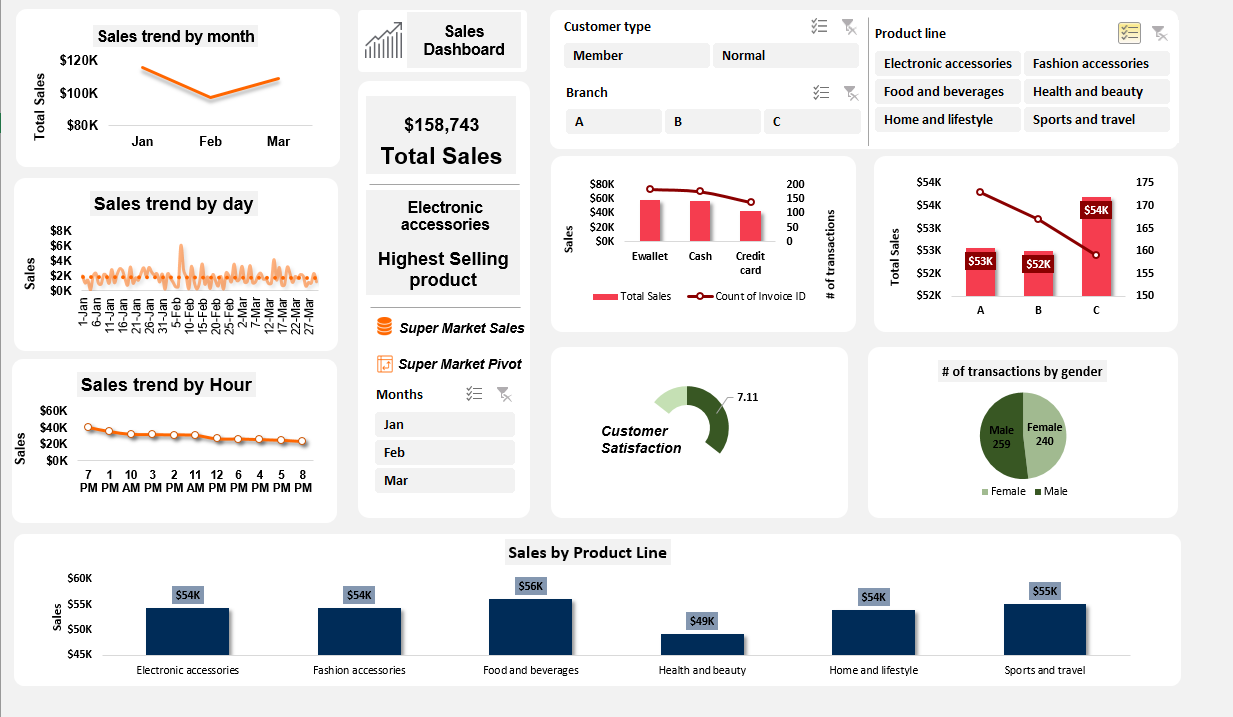 Sales trend by month
$120K
$100K
$80K
Total Sales
Jan Feb Mar
Sales trend by day
$8K
$6K
$4K
$2K
$0K
Sales
1-Jan 6-Jan 11-Jan 16-Jan 21-Jan 26-Jan 31-Jan 5-Feb 10-Feb 15-Feb 20-Feb 25-Feb 2-Mar 7-Mar 12-Mar 17-Mar 22-Mar 27-Mar
Sales trend by Hour
$60K
$40K
$20K
$0K
Sales
7 1 10 3 2 11 12 6 4 5 8
PM PM AM PM PM AM PM PM PM PM PM
Sales
Dashboard
$158,743
Total Sales
Electronic
accessories
Highest Selling
product
Super Market Sales
Super Market Pivot
Months
Jan
Feb
Mar
Customer type
Member Normal
Branch
A B C
Product line
Electronic accessories Fashion accessories
Food and beverages Health and beauty
Home and lifestyle Sports and travel
$80K
$60K
$40K
$20K
$0K
Sales
200
150
100
50
0
# of transactions
Ewallet Cash Credit
card
Total Sales Count of Invoice ID
$54K
$54K
$53K
$53K
$52K
$52K
Total Sales
175
170
165
160
155
150
$53K $52K $54K
A B C
7.11
Customer
Satisfaction
# of transactions by gender
Male
259
Female
240
Female Male
Sales by Product Line
$60K
$55K
$50K
$45K
Sales
$54K $54K $56K $49K $54K $55K
Electronic accessories Fashion accessories Food and beverages Health and beauty Home and lifestyle Sports and travel